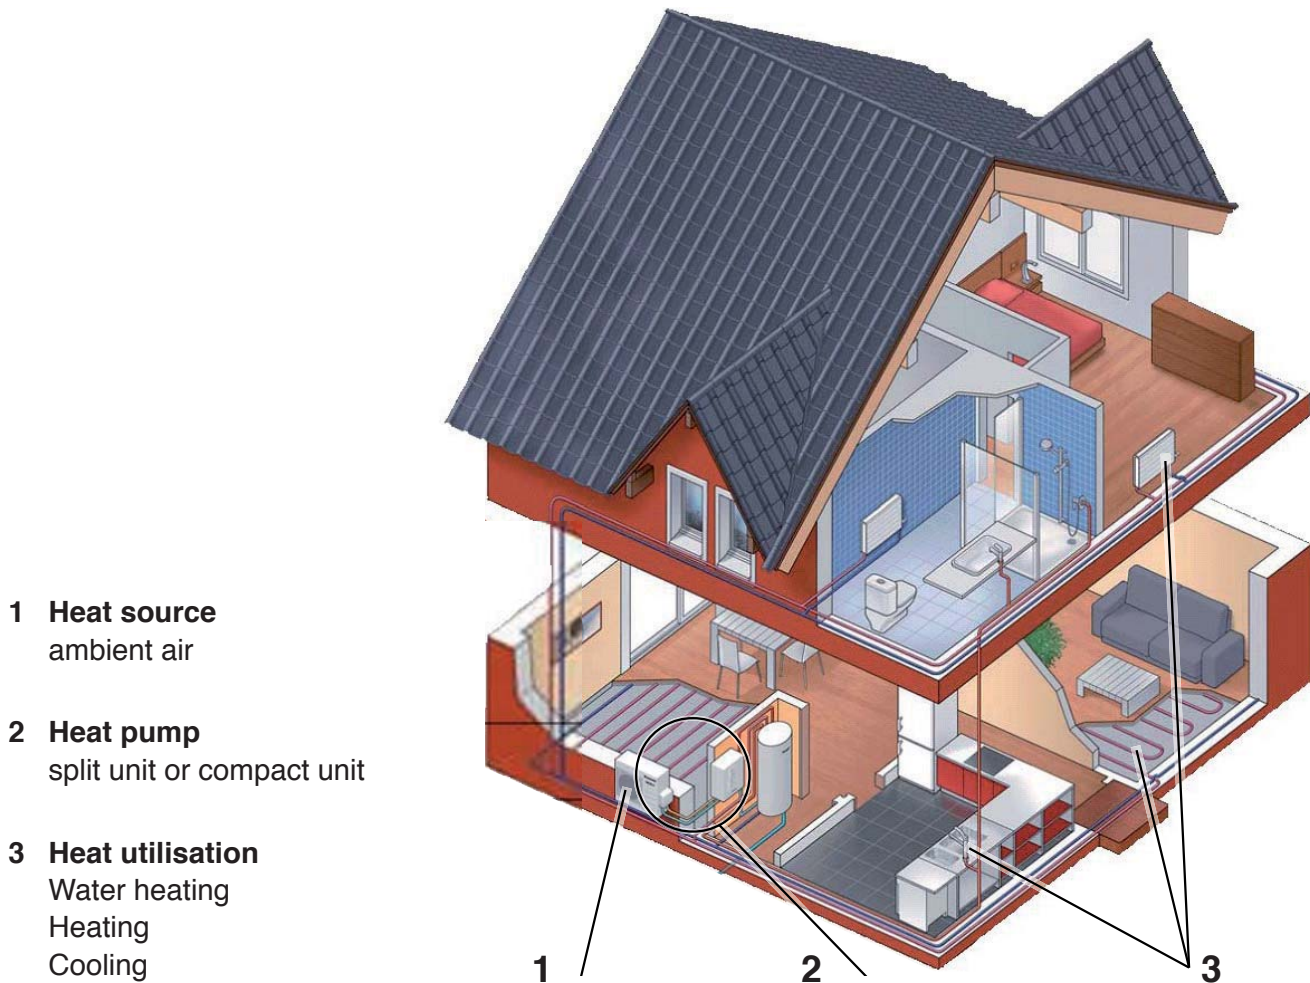 1 Heat source
ambient air
2 Heat pump
split unit or compact unit
3 Heat utilisation
Water heating
Heating
Cooling
1
2
3